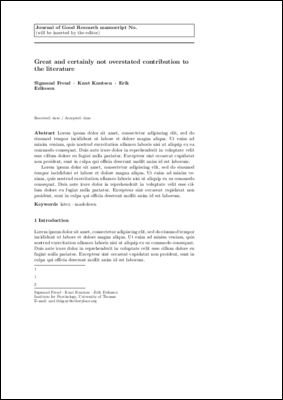 Journal of Good Research manuscript No.
(will be inserted by the editor)
Great and certainly not overstated contribution to
the literature
Sigmund Freud · Knut Knutsen · Erik
Erikson
Received: date / Accepted: date
Abstract Lorem ipsum dolor sit amet, consectetur adipiscing elit, sed do
eiusmod tempor incididunt ut labore et dolore magna aliqua. Ut enim ad
minim veniam, quis nostrud exercitation ullamco laboris nisi ut aliquip ex ea
commodo consequat. Duis aute irure dolor in reprehenderit in voluptate velit
esse cillum dolore eu fugiat nulla pariatur. Excepteur sint occaecat cupidatat
non proident, sunt in culpa qui officia deserunt mollit anim id est laborum.
Lorem ipsum dolor sit amet, consectetur adipiscing elit, sed do eiusmod
tempor incididunt ut labore et dolore magna aliqua. Ut enim ad minim ve-
niam, quis nostrud exercitation ullamco laboris nisi ut aliquip ex ea commodo
consequat. Duis aute irure dolor in reprehenderit in voluptate velit esse cil-
lum dolore eu fugiat nulla pariatur. Excepteur sint occaecat cupidatat non
proident, sunt in culpa qui officia deserunt mollit anim id est laborum.
Keywords latex · markdown
1 Introduction
Lorem ipsum dolor sit amet, consectetur adipiscing elit, sed do eiusmod tempor
incididunt ut labore et dolore magna aliqua. Ut enim ad minim veniam, quis
nostrud exercitation ullamco laboris nisi ut aliquip ex ea commodo consequat.
Duis aute irure dolor in reprehenderit in voluptate velit esse cillum dolore eu
fugiat nulla pariatur. Excepteur sint occaecat cupidatat non proident, sunt in
culpa qui officia deserunt mollit anim id est laborum.
1
1
2
Sigmund Freud · Knut Knutsen · Erik Erikson
Institute for Psychology, University of
E-mail: